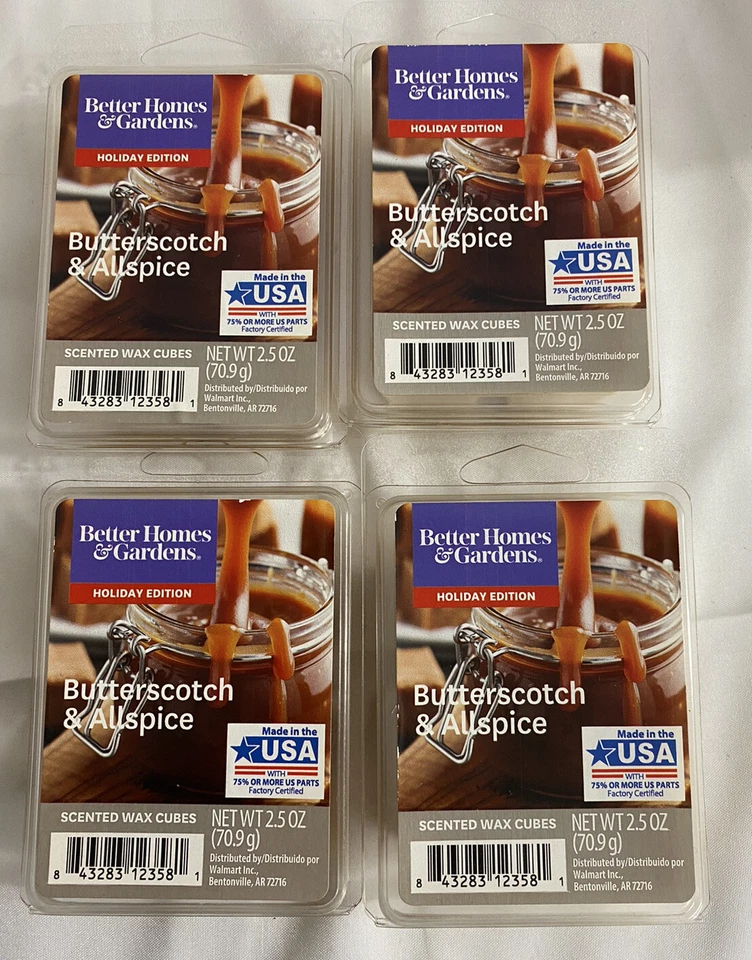 Better Homes
& Gardens®
HOLIDAY EDITION
Butterscotch
& Allspice
Made in the
USA
WITH
75% OR MORE US PARTS
Factory Certified
SCENTED WAX CUBES
NET WT 2.5 OZ
(70.9 g)
Distributed by/Distribuido por
Walmart Inc.,
Bentonville, AR 72716
8 43283 12358 1
Better Homes
& Gardens®
HOLIDAY EDITION
Butterscotch
& Allspice
Made in the
USA
WITH
75% OR MORE US PARTS
Factory Certified
SCENTED WAX CUBES
NET WT 2.5 OZ
(70.9 g)
Distributed by/Distribuido por
Walmart Inc.,
Bentonville, AR 72716
8 43283 12358 1
Better Homes
& Gardens®
HOLIDAY EDITION
Butterscotch
& Allspice
Made in the
USA
WITH
75% OR MORE US PARTS
Factory Certified
SCENTED WAX CUBES
NET WT 2.5 OZ
(70.9 g)
Distributed by/Distribuido por
Walmart Inc.,
Bentonville, AR 72716
8 43283 12358 1
Better Homes
& Gardens®
HOLIDAY EDITION
Butterscotch
& Allspice
Made in the
USA
WITH
75% OR MORE US PARTS
Factory Certified
SCENTED WAX CUBES
NET WT 2.5 OZ
(70.9 g)
Distributed by/Distribuido por
Walmart Inc.,
Bentonville, AR 72716
8 43283 12358 1